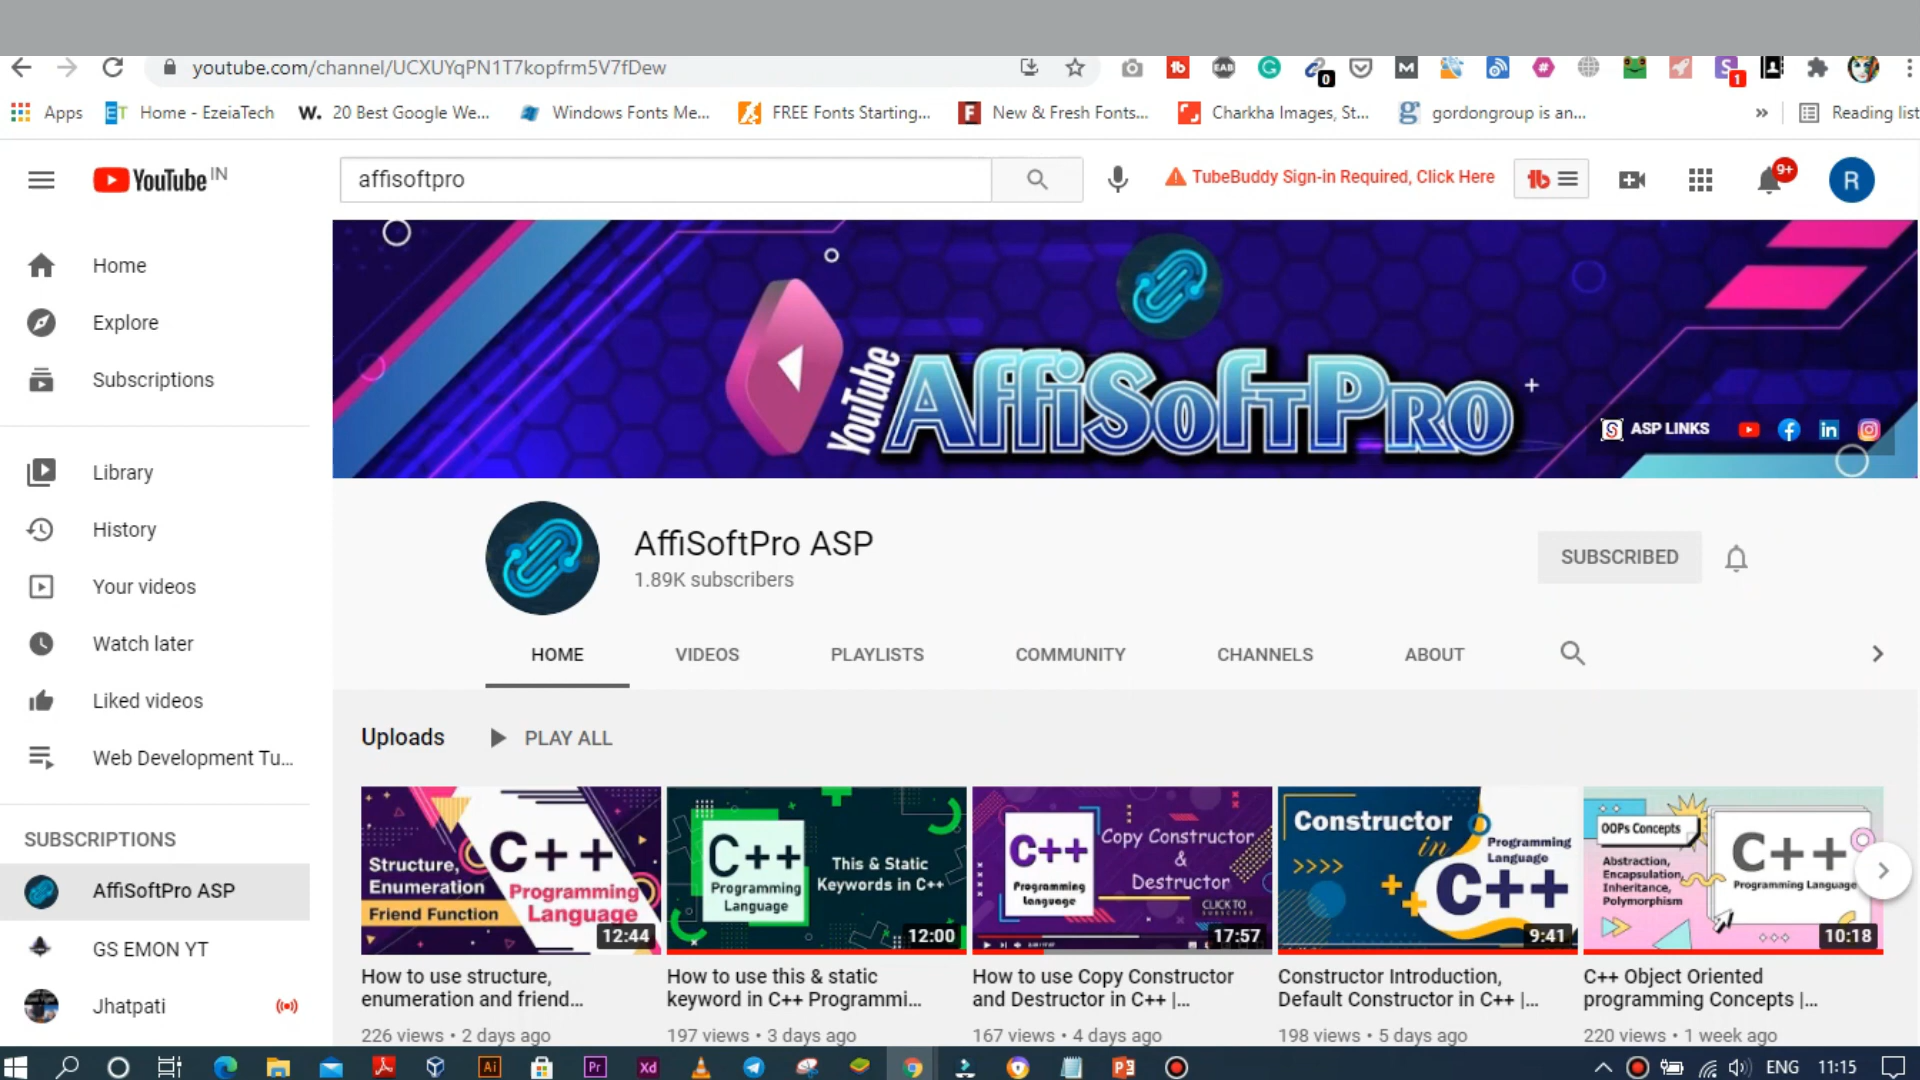 youtube.com/channel/UCXUYqPN1T7kopfrm5V7fDew
Apps
ET Home - EzeiaTech
W. 20 Best Google We...
Windows Fonts Me...
FREE Fonts Starting...
F New & Fresh Fonts...
Charkha Images, St...
g gordongroup is an...
»
Reading list
YouTube IN
affisoftpro
TubeBuddy Sign-in Required, Click Here
9+
R
Home
Explore
Subscriptions
Library
History
Your videos
Watch later
Liked videos
Web Development Tu...
SUBSCRIPTIONS
AffiSoftPro ASP
GS EMON YT
Jhatpati
YouTube
AffiSoftPro
ASP LINKS
AffiSoftPro ASP
1.89K subscribers
SUBSCRIBED
HOME VIDEOS PLAYLISTS COMMUNITY CHANNELS ABOUT
Uploads PLAY ALL
Structure,
Enumeration
Friend Function
C++
Programming
Language
12:44
How to use structure,
enumeration and friend...
226 views • 2 days ago
C++
Programming
Language
This & Static
Keywords in C++
12:00
How to use this & static
keyword in C++ Programmi...
197 views • 3 days ago
C++
Programming
Language
Copy Constructor
&
Destructor
CLICK TO
SUBSCRIBE
17:57
How to use Copy Constructor
and Destructor in C++ |...
167 views • 4 days ago
Constructor
in
Programming
Language
C++
9:41
Constructor Introduction,
Default Constructor in C++ |...
198 views • 5 days ago
OOPs Concepts
Abstraction,
Encapsulation,
Inheritance,
Polymorphism
C++
Programming Language
10:18
C++ Object Oriented
programming Concepts |...
220 views • 1 week ago
ENG 11:15